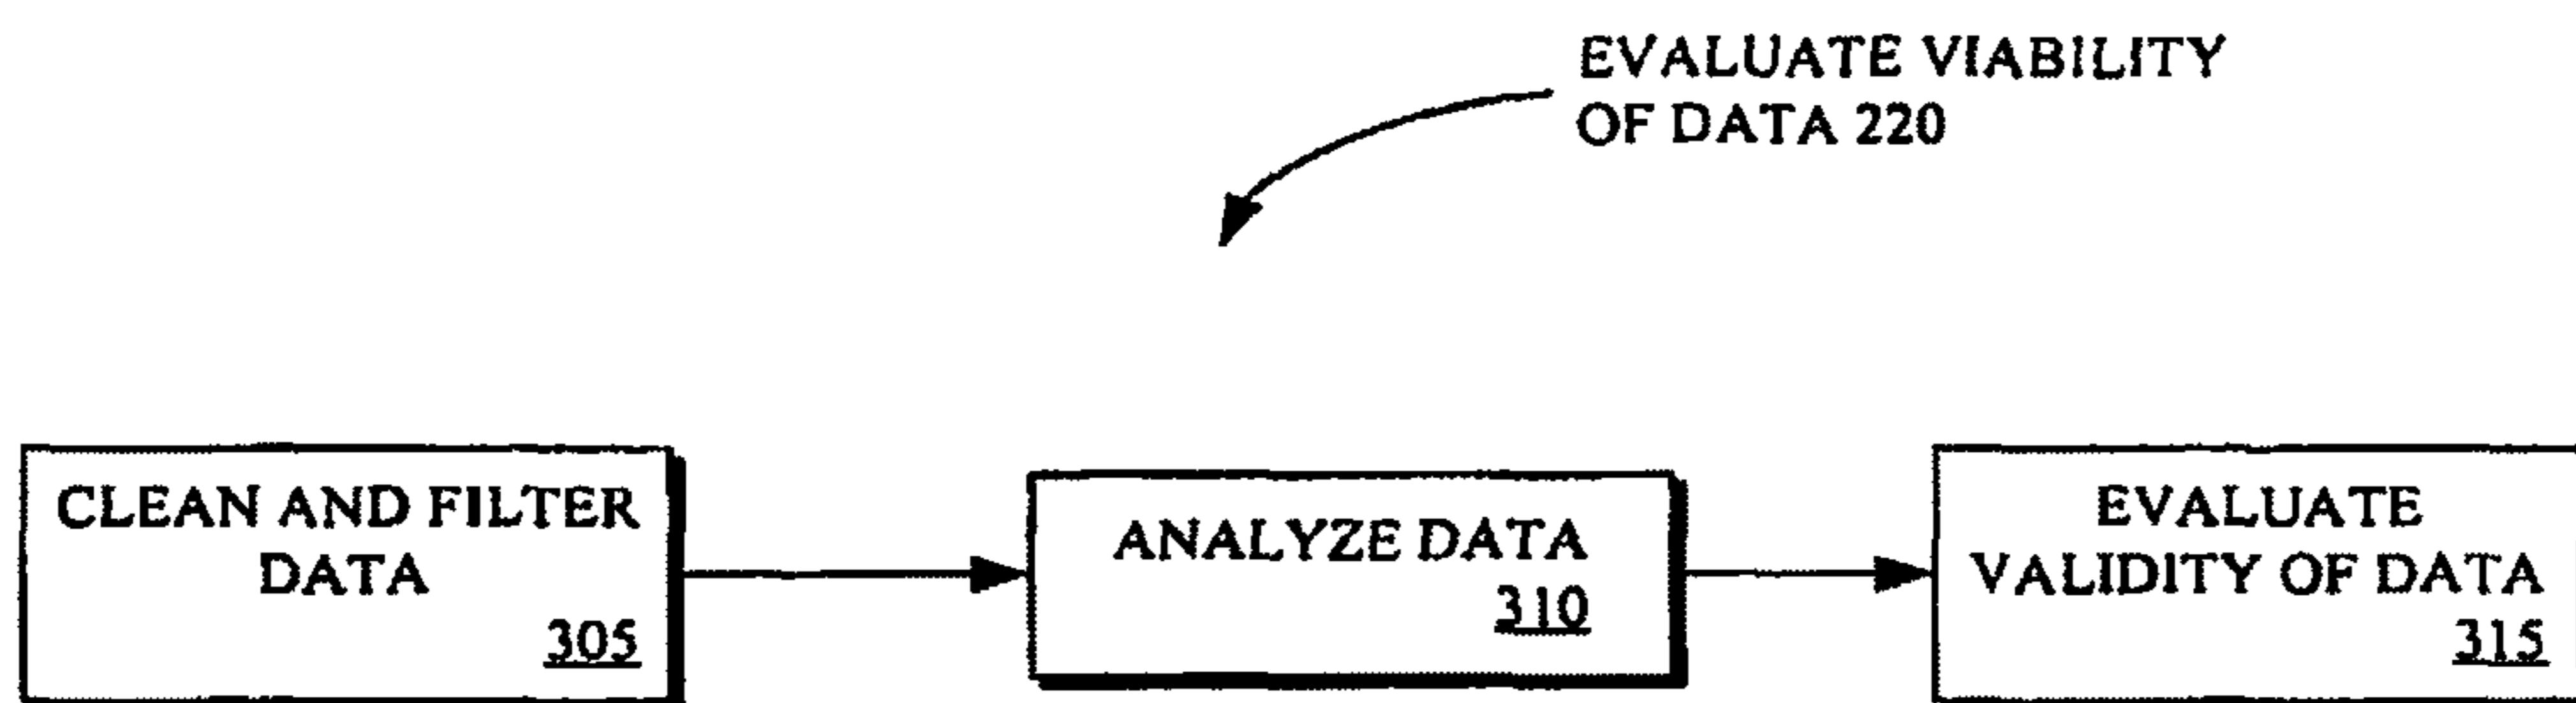 EVALUATE VIABILITY
OF DATA 220
CLEAN AND FILTER
DATA
305
ANALYZE DATA
310
EVALUATE
VALIDITY OF DATA
315